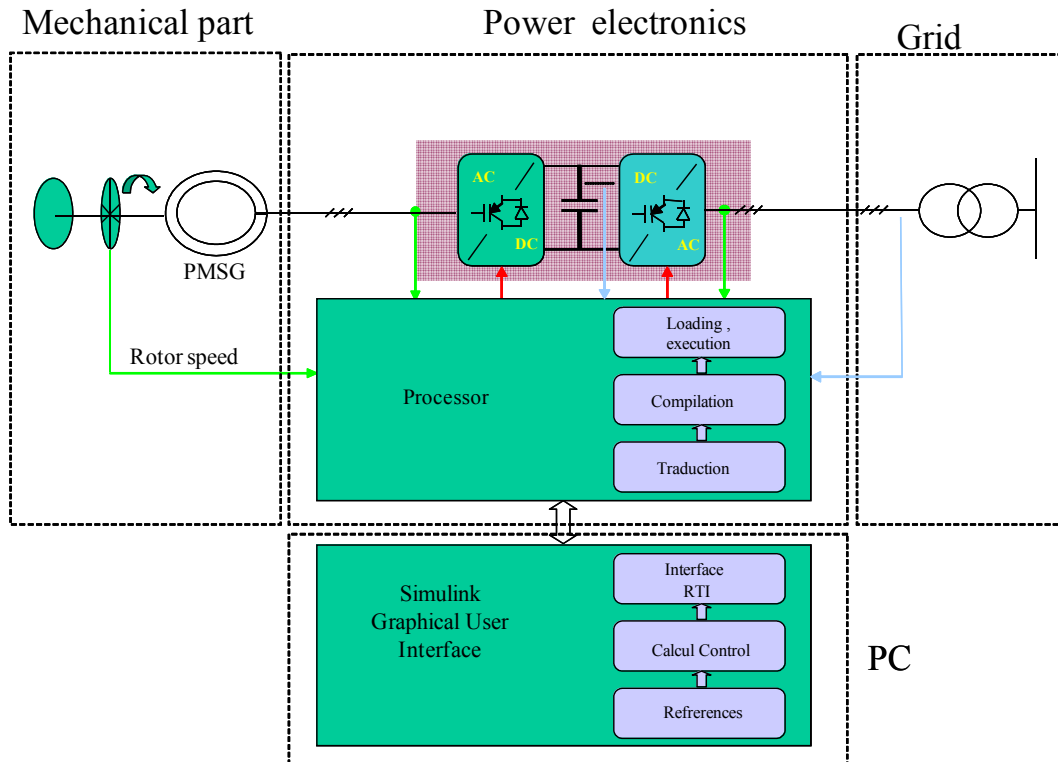 Mechanical part
Power electronics
Grid
AC
DC
DC
AC
PMSG
Rotor speed
Processor
Loading ,
execution
Compilation
Traduction
Simulink
Graphical User
Interface
Interface
RTI
Calcul Control
Refrerences
PC